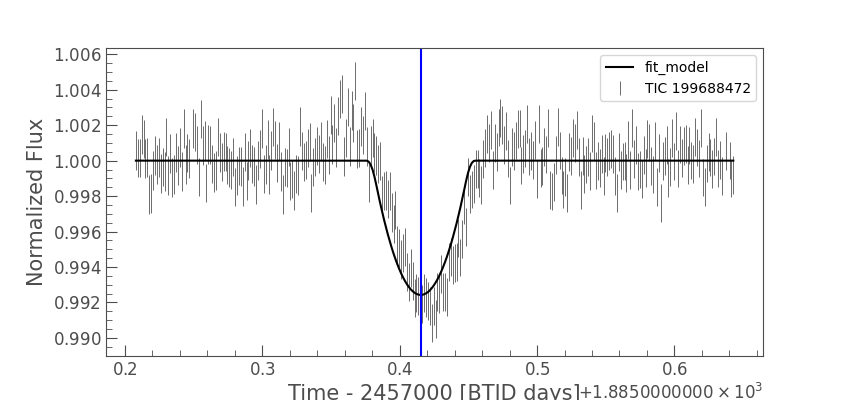 1.006
1.004
1.002
1.000
0.998
0.996
0.994
0.992
0.990
Normalized Flux
fit_model
TIC 199688472
0.2 0.3 0.4 0.5 0.6
Time - 2457000 [BTJD days]
+1.8850000000 × 10³